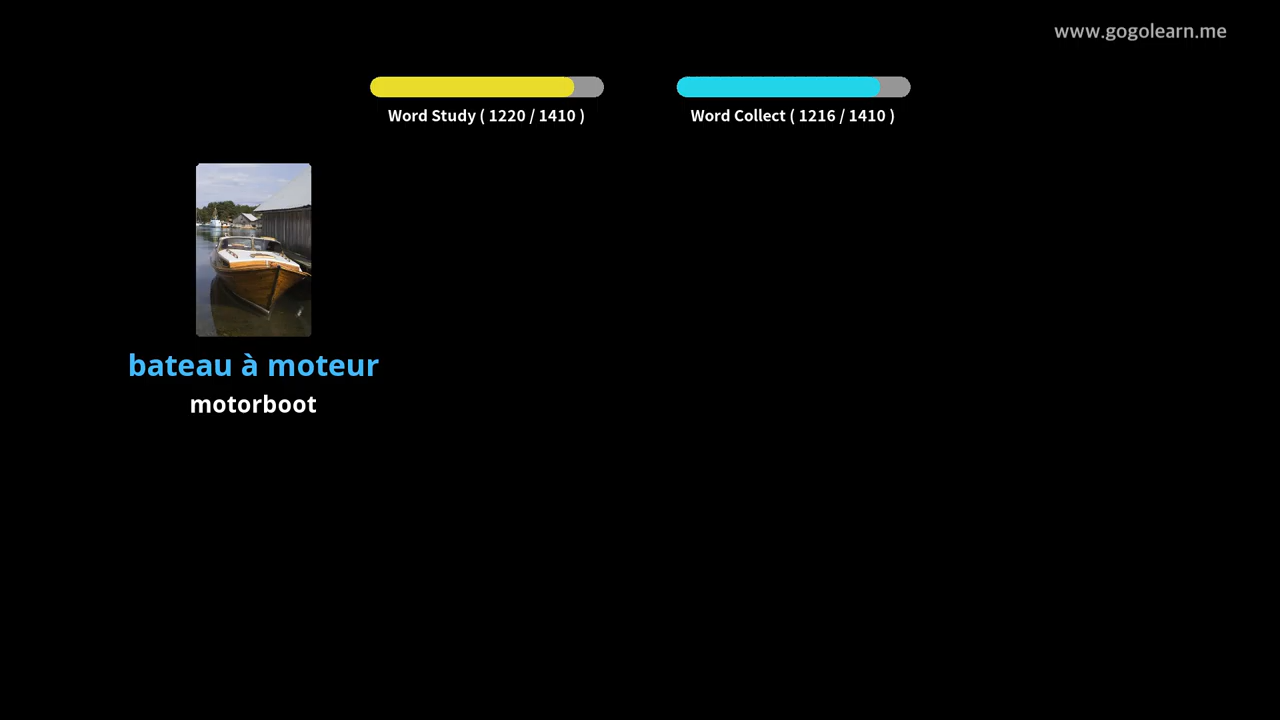 www.gogolearn.me
Word Study ( 1220 / 1410 )
Word Collect ( 1216 / 1410 )
bateau à moteur
motorboot